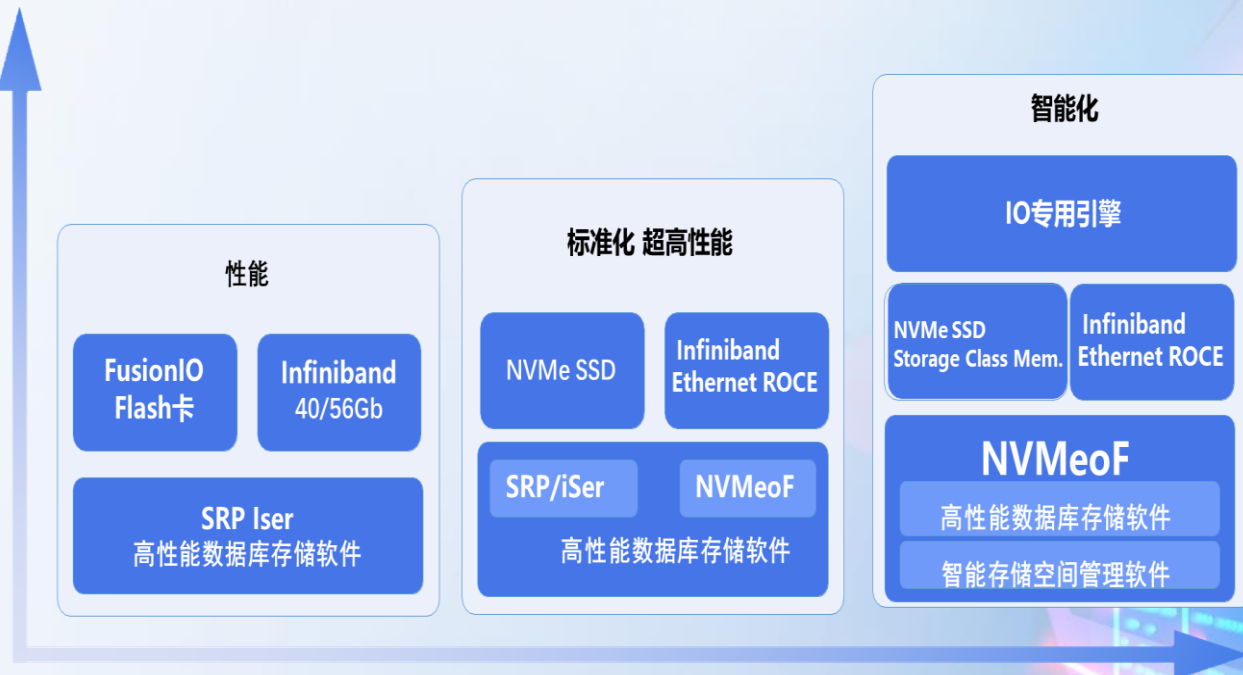 性能
FusionIO
Flash卡
Infiniband
40/56Gb
SRP Iser
高性能数据库存储软件
标准化 超高性能
NVMe SSD
Infiniband
Ethernet ROCE
SRP/iSer
NVMeoF
高性能数据库存储软件
智能化
IO专用引擎
NVMe SSD
Storage Class Mem.
Infiniband
Ethernet ROCE
NVMeoF
高性能数据库存储软件
智能存储空间管理软件